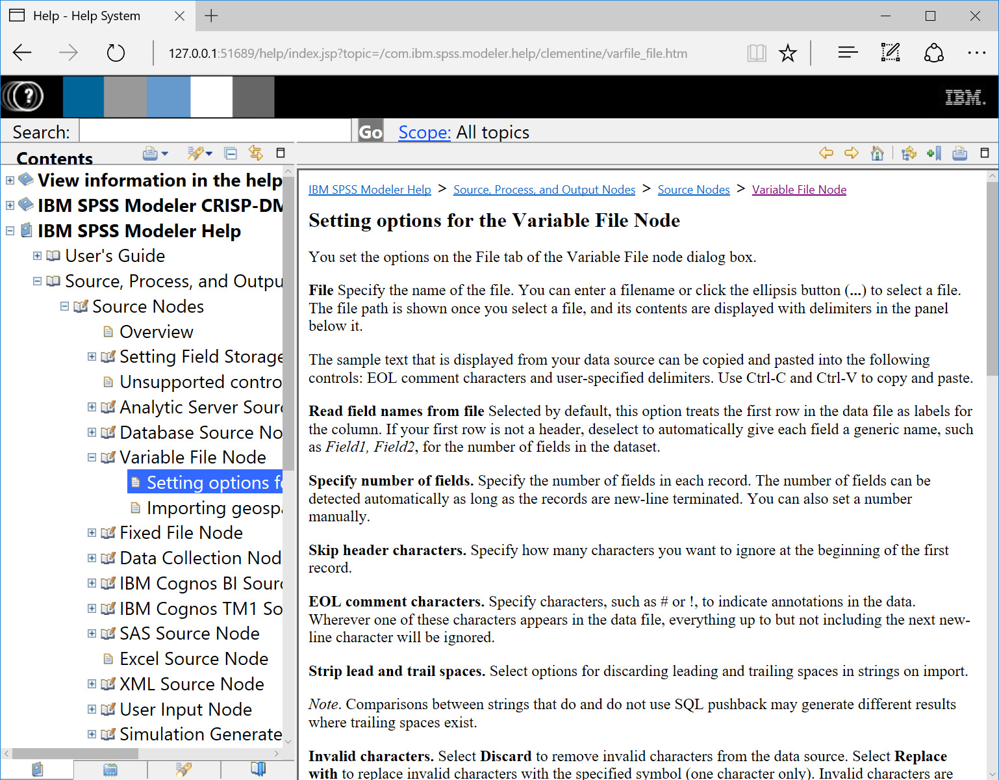 Help - Help System
127.0.0.1:51689/help/index.jsp?topic=/com.ibm.spss.modeler.help/clementine/varfile_file.htm
?
IBM.
Search:
Go
Scope: All topics
Contents
View information in the help
IBM SPSS Modeler CRISP-DM
IBM SPSS Modeler Help
User's Guide
Source, Process, and Outpu
Source Nodes
Overview
Setting Field Storage
Unsupported contro
Analytic Server Sour
Database Source No
Variable File Node
Setting options fo
Importing geospa
Fixed File Node
Data Collection Nod
IBM Cognos BI Sour
IBM Cognos TM1 So
SAS Source Node
Excel Source Node
XML Source Node
User Input Node
Simulation Generate
IBM SPSS Modeler Help > Source, Process, and Output Nodes > Source Nodes > Variable File Node
Setting options for the Variable File Node
You set the options on the File tab of the Variable File node dialog box.
File Specify the name of the file. You can enter a filename or click the ellipsis button (...) to select a file.
The file path is shown once you select a file, and its contents are displayed with delimiters in the panel
below it.
The sample text that is displayed from your data source can be copied and pasted into the following
controls: EOL comment characters and user-specified delimiters. Use Ctrl-C and Ctrl-V to copy and paste.
Read field names from file Selected by default, this option treats the first row in the data file as labels for
the column. If your first row is not a header, deselect to automatically give each field a generic name, such
as Field1, Field2, for the number of fields in the dataset.
Specify number of fields. Specify the number of fields in each record. The number of fields can be
detected automatically as long as the records are new-line terminated. You can also set a number
manually.
Skip header characters. Specify how many characters you want to ignore at the beginning of the first
record.
EOL comment characters. Specify characters, such as # or !, to indicate annotations in the data.
Wherever one of these characters appears in the data file, everything up to but not including the next new-
line character will be ignored.
Strip lead and trail spaces. Select options for discarding leading and trailing spaces in strings on import.
Note. Comparisons between strings that do and do not use SQL pushback may generate different results
where trailing spaces exist.
Invalid characters. Select Discard to remove invalid characters from the data source. Select Replace
with to replace invalid characters with the specified symbol (one character only). Invalid characters are